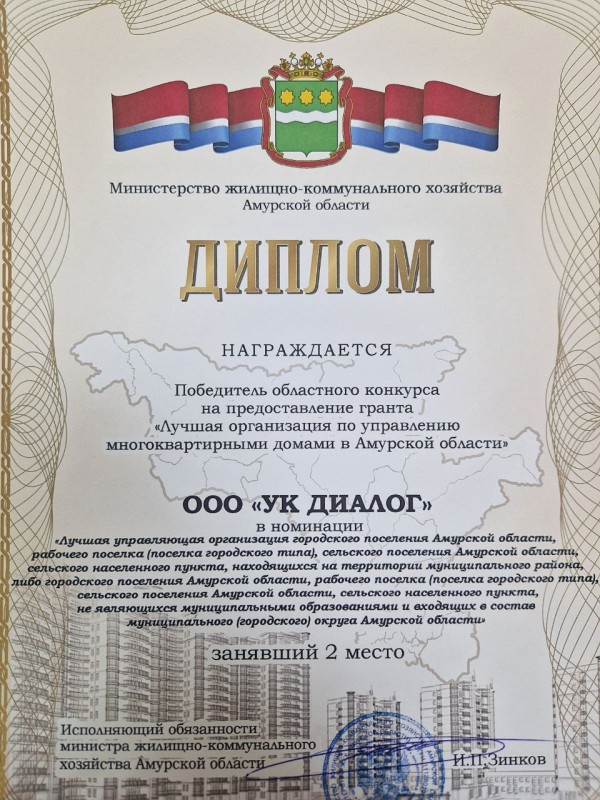 Министерство жилищно-коммунального хозяйства
Амурской области
ДИПЛОМ
НАГРАЖДАЕТСЯ
Победитель областного конкурса
на предоставление гранта
«Лучшая организация по управлению
многоквартирными домами в Амурской области»
ООО «УК ДИАЛОГ»
в номинации
«Лучшая управляющая организация городского поселения Амурской области,
рабочего поселка (поселка городского типа), сельского поселения Амурской области,
сельского населенного пункта, находящихся на территории муниципального района,
либо городского поселения Амурской области, рабочего поселка (поселка городского типа),
сельского поселения Амурской области, сельского населенного пункта,
не являющихся муниципальными образованиями и входящих в состав
муниципального (городского) округа Амурской области»
занявший 2 место
Исполняющий обязанности
министра жилищно-коммунального
хозяйства Амурской области
И.П.Зинков